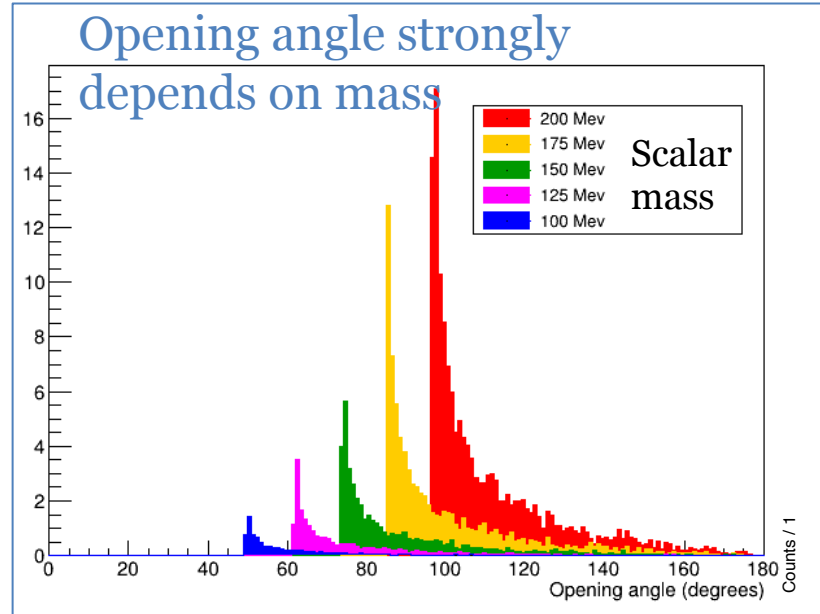 Opening angle strongly
depends on mass
16
14
12
10
8
6
4
2
0
0 20 40 60 80 100 120 140 160 180
Opening angle (degrees)
Counts / 1
200 Mev
175 Mev
150 Mev
125 Mev
100 Mev
Scalar
mass